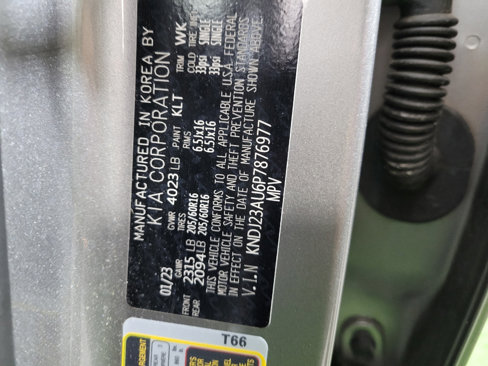 MANUFACTURED IN KOREA BY
KIA CORPORATION
01/23 GVWR 4023 LB PAINT KLT TRIM WK
GAWR TIRES RIMS COLD TIRE
FRONT 2315 LB 205/60R16 6.5Jx16 33psi SINGLE
REAR 2094LB 205/60R16 6.5Jx16 33psi SINGLE
THIS VEHICLE CONFORMS TO ALL APPLICABLE U.S.A. FEDERAL
MOTOR VEHICLE SAFETY AND THEFT PREVENTION STANDARDS
IN EFFECT ON THE DATE OF MANUFACTURE SHOWN ABOVE.
V.I.N KNDJ23AU6P7876977
MPV
T66